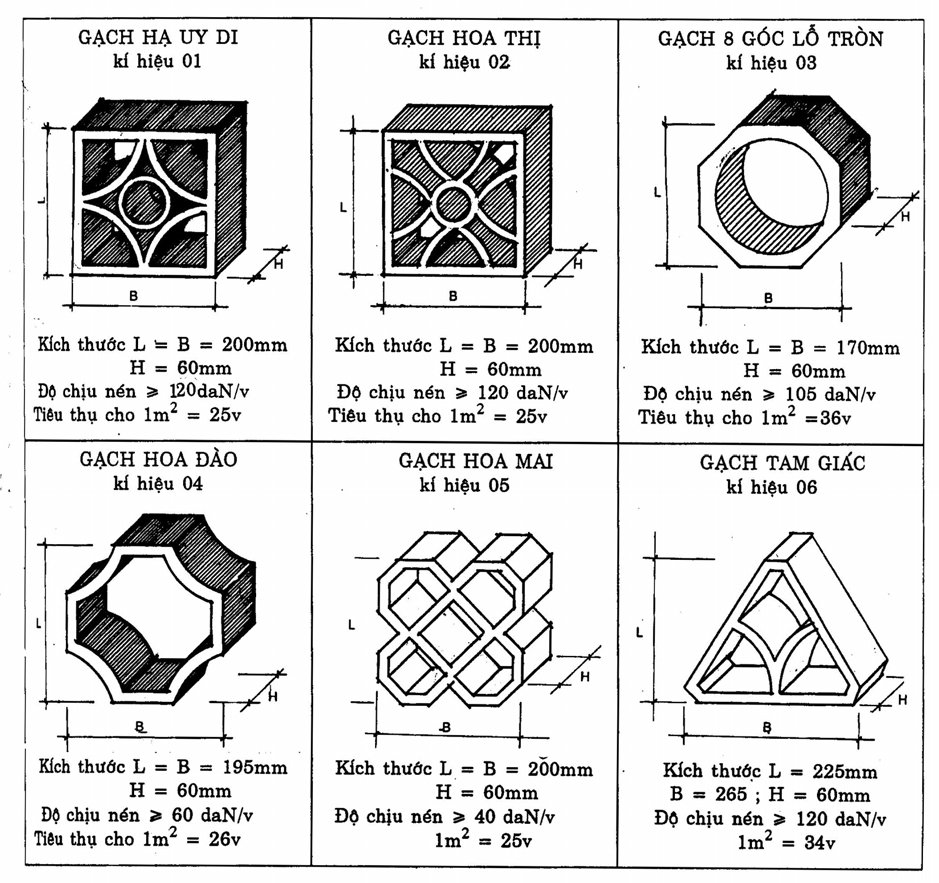 GẠCH HẠ UY DI
kí hiệu 01
L
B
H
Kích thước L = B = 200mm
H = 60mm
Độ chịu nén ⩾ 120daN/v
Tiêu thụ cho 1m² = 25v
GẠCH HOA THỊ
kí hiệu 02
L
B
H
Kích thước L = B = 200mm
H = 60mm
Độ chịu nén ⩾ 120 daN/v
Tiêu thụ cho 1m² = 25v
GẠCH 8 GÓC LỖ TRÒN
kí hiệu 03
L
H
B
Kích thước L = B = 170mm
H = 60mm
Độ chịu nén ⩾ 105 daN/v
Tiêu thụ cho 1m² =36v
GẠCH HOA ĐÀO
kí hiệu 04
L
H
B
Kích thước L = B = 195mm
H = 60mm
Độ chịu nén ⩾ 60 daN/v
Tiêu thụ cho 1m² = 26v
GẠCH HOA MAI
kí hiệu 05
L
H
B
Kích thước L = B = 200mm
H = 60mm
Độ chịu nén ⩾ 40 daN/v
1m² = 25v
GẠCH TAM GIÁC
kí hiệu 06
L
H
B
Kích thước L = 225mm
B = 265 ; H = 60mm
Độ chịu nén ⩾ 120 daN/v
1m² = 34v